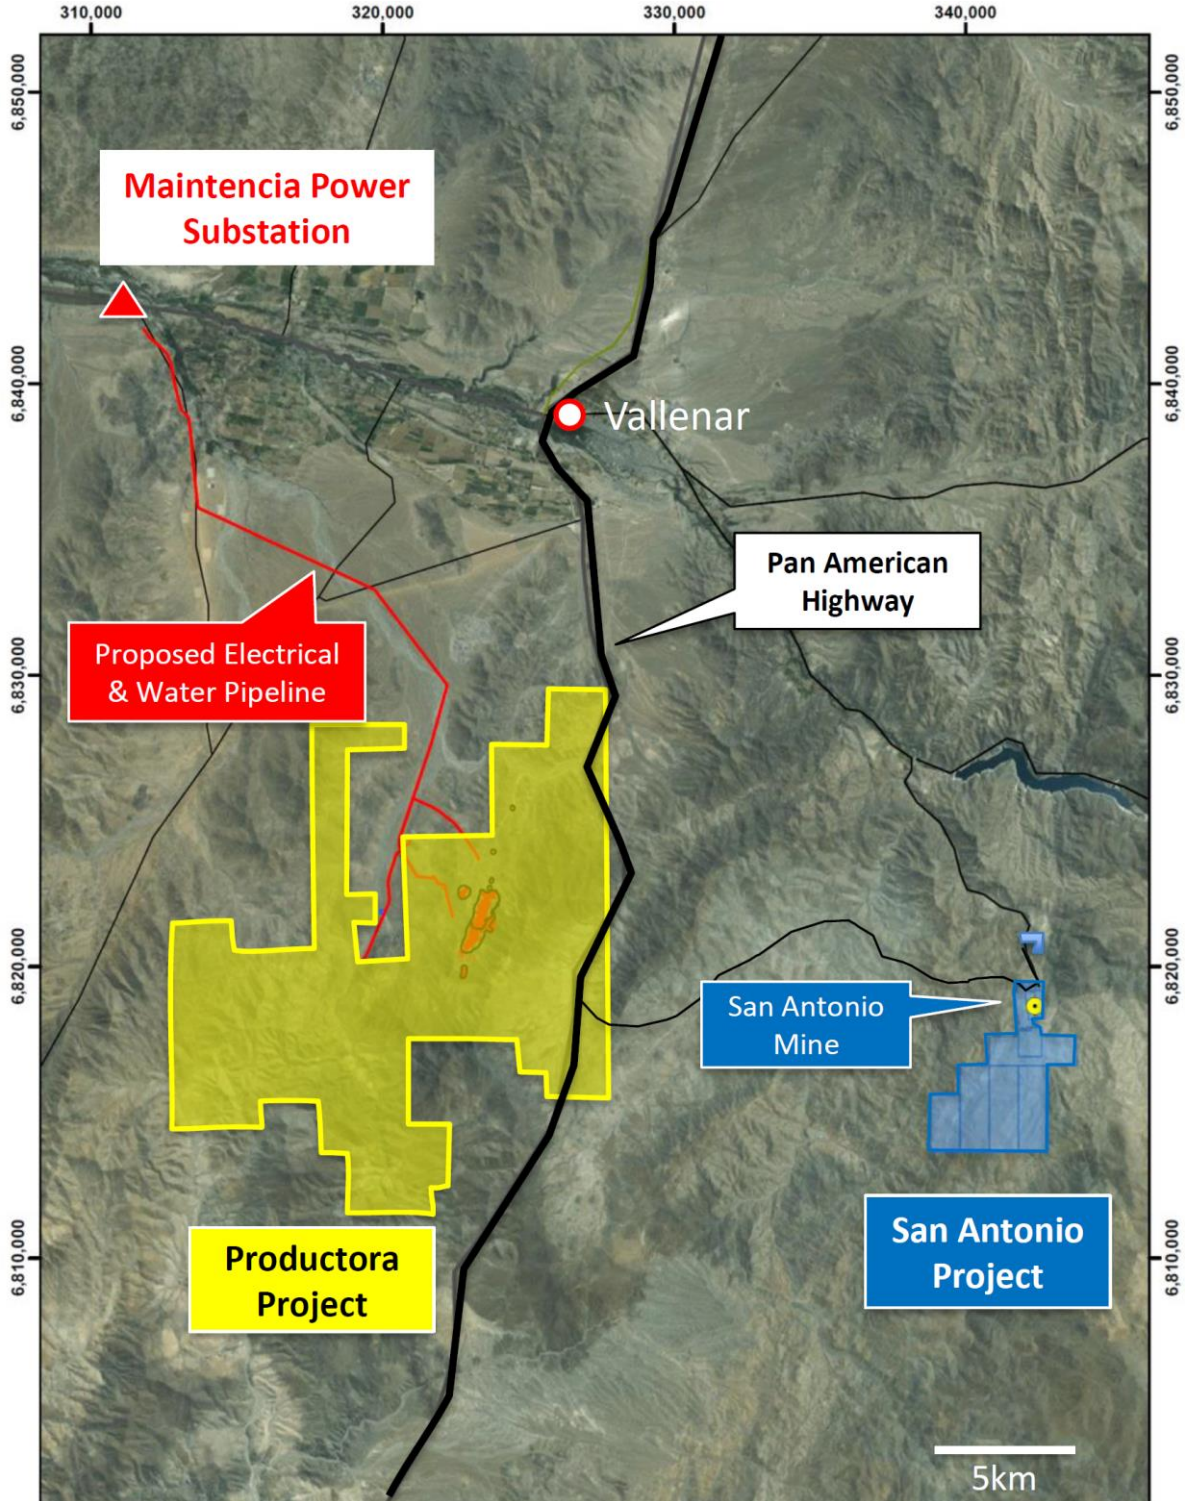 310,000
320,000
330,000
340,000
6,850,000
6,850,000
Maintencia Power
Substation
6,840,000
6,840,000
Vallenar
Pan American
Highway
Proposed Electrical
& Water Pipeline
6,830,000
6,830,000
6,820,000
6,820,000
San Antonio
Mine
Productora
Project
San Antonio
Project
6,810,000
6,810,000
5km